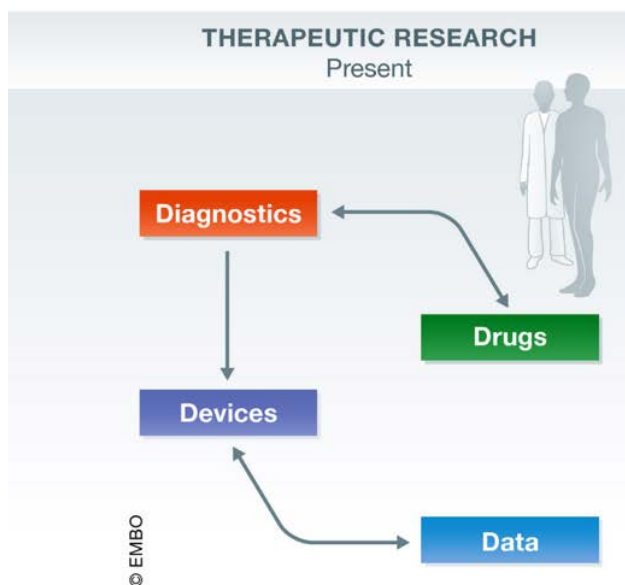 THERAPEUTIC RESEARCH
Present
Diagnostics
Drugs
Devices
Data
© EMBO